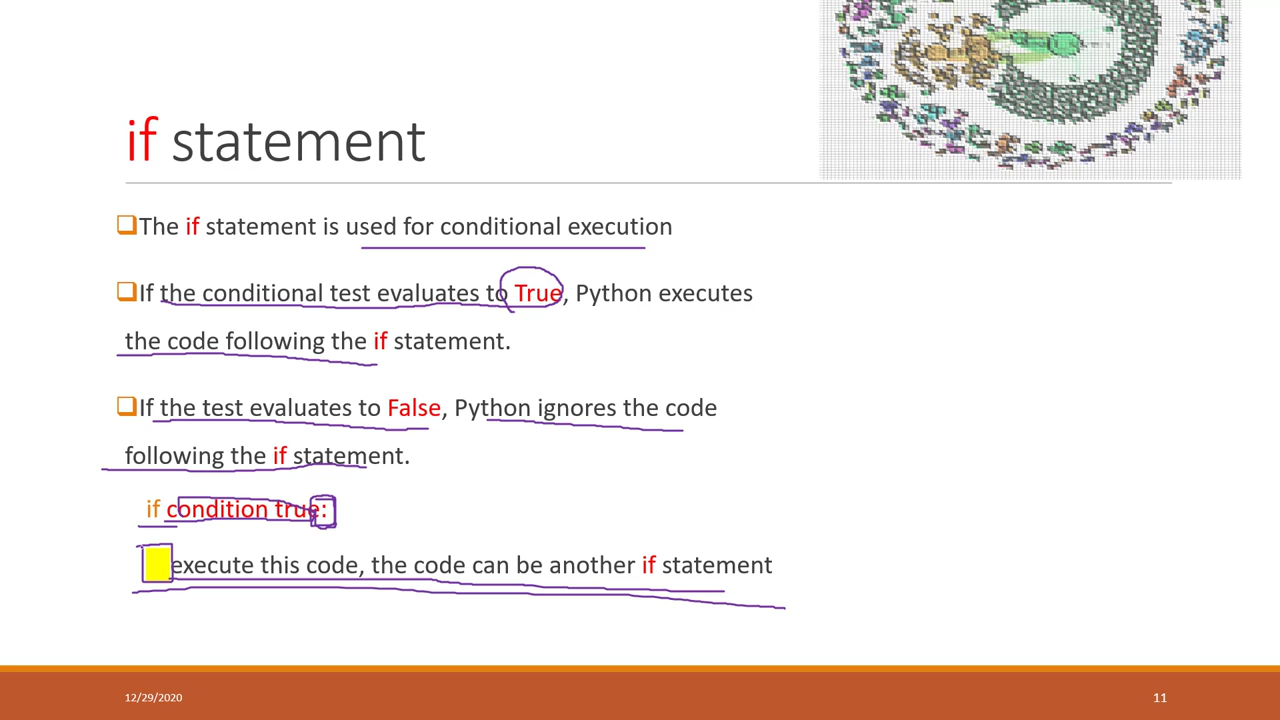 if statement
The if statement is used for conditional execution
If the conditional test evaluates to True, Python executes
the code following the if statement.
If the test evaluates to False, Python ignores the code
following the if statement.
if condition true:
execute this code, the code can be another if statement
12/29/2020
11